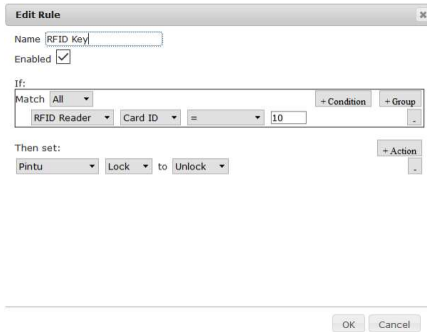 Edit Rule
Name RFID Key
Enabled
If:
Match All + Condition + Group
RFID Reader Card ID = 10 -
Then set: + Action
Pintu Lock to Unlock -
OK Cancel